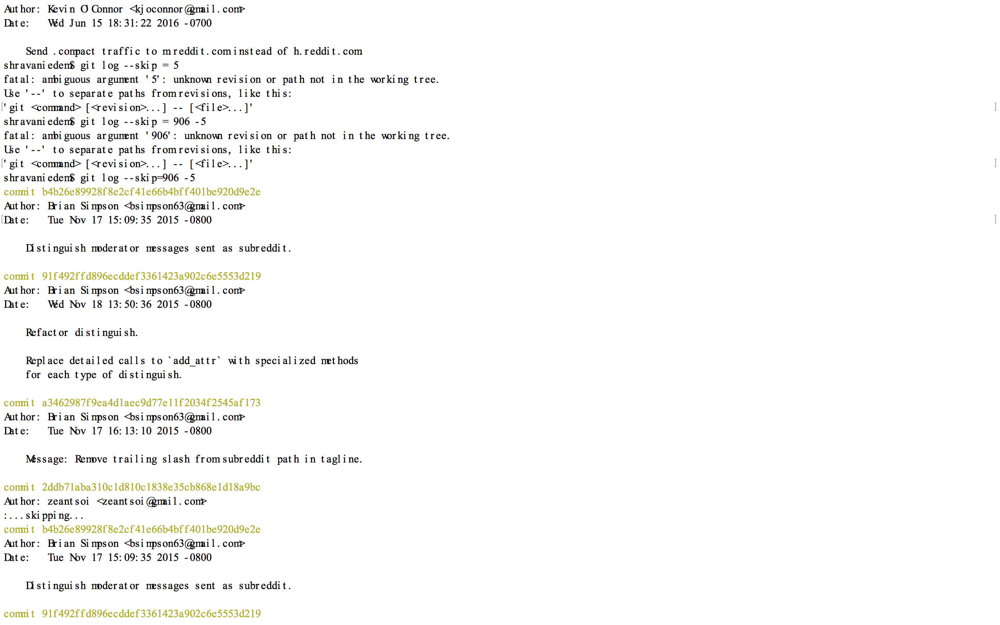 Author: Kevin O'Connor <kjoconnor@gmail.com>
Date:   Wed Jun 15 18:31:22 2016 -0700

    Send .compact traffic to m.reddit.com instead of h.reddit.com
shravaniedem$ git log --skip = 5
fatal: ambiguous argument '5': unknown revision or path not in the working tree.
Use '--' to separate paths from revisions, like this:
['git <command> [<revision>...] -- [<file>...]' ]
shravaniedem$ git log --skip = 906 -5
fatal: ambiguous argument '906': unknown revision or path not in the working tree.
Use '--' to separate paths from revisions, like this:
['git <command> [<revision>...] -- [<file>...]' ]
shravaniedem$ git log --skip=906 -5
commit b4b26e89928f8e2cf41e66b4bff401be920d9e2e
Author: Brian Simpson <bsimpson63@gmail.com>
[Date:   Tue Nov 17 15:09:35 2015 -0800 ]

    Distinguish moderator messages sent as subreddit.

commit 91f492ffd896ecddef3361423a902c6e5553d219
Author: Brian Simpson <bsimpson63@gmail.com>
Date:   Wed Nov 18 13:50:36 2015 -0800

    Refactor distinguish.

    Replace detailed calls to `add_attr` with specialized methods
    for each type of distinguish.

commit a3462987f9ea4d1aec9d77e11f2034f2545af173
Author: Brian Simpson <bsimpson63@gmail.com>
Date:   Tue Nov 17 16:13:10 2015 -0800

    Message: Remove trailing slash from subreddit path in tagline.

commit 2ddb71aba310c1d810c1838e35cb868e1d18a9bc
Author: zeantsoi <zeantsoi@gmail.com>
:...skipping...
commit b4b26e89928f8e2cf41e66b4bff401be920d9e2e
Author: Brian Simpson <bsimpson63@gmail.com>
Date:   Tue Nov 17 15:09:35 2015 -0800

    Distinguish moderator messages sent as subreddit.

commit 91f492ffd896ecddef3361423a902c6e5553d219